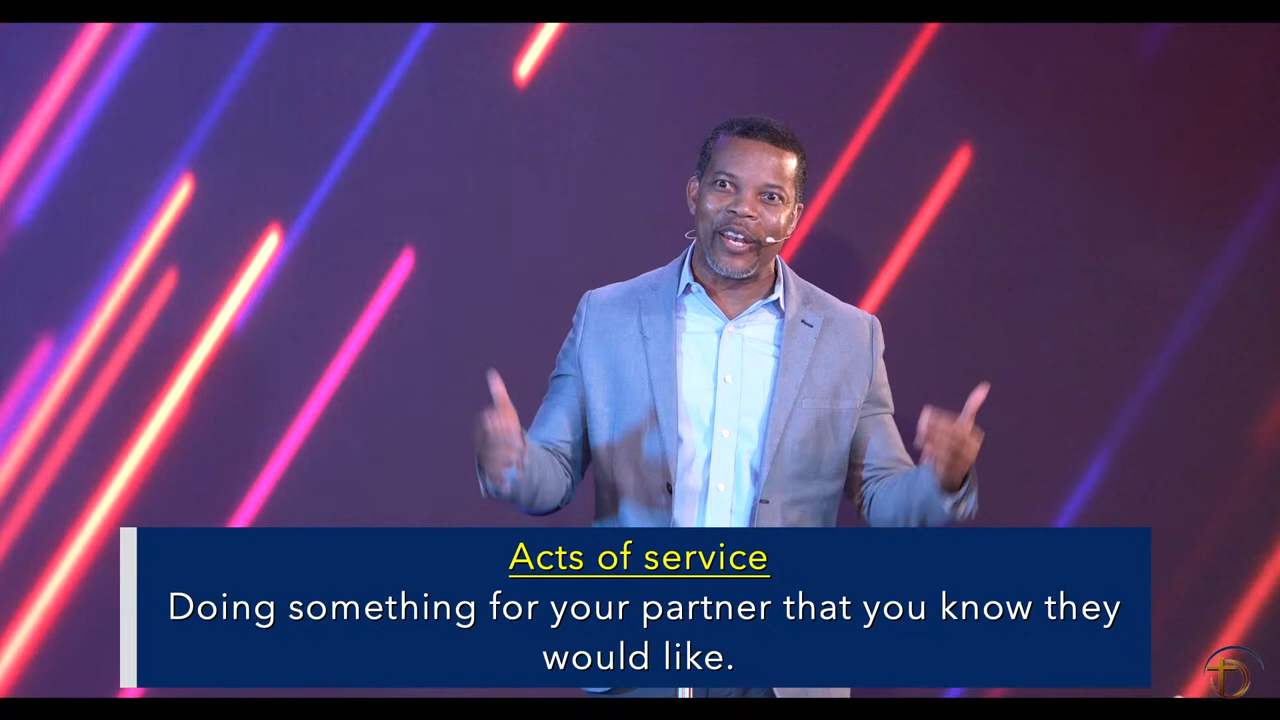 Acts of service
Doing something for your partner that you know they
would like.